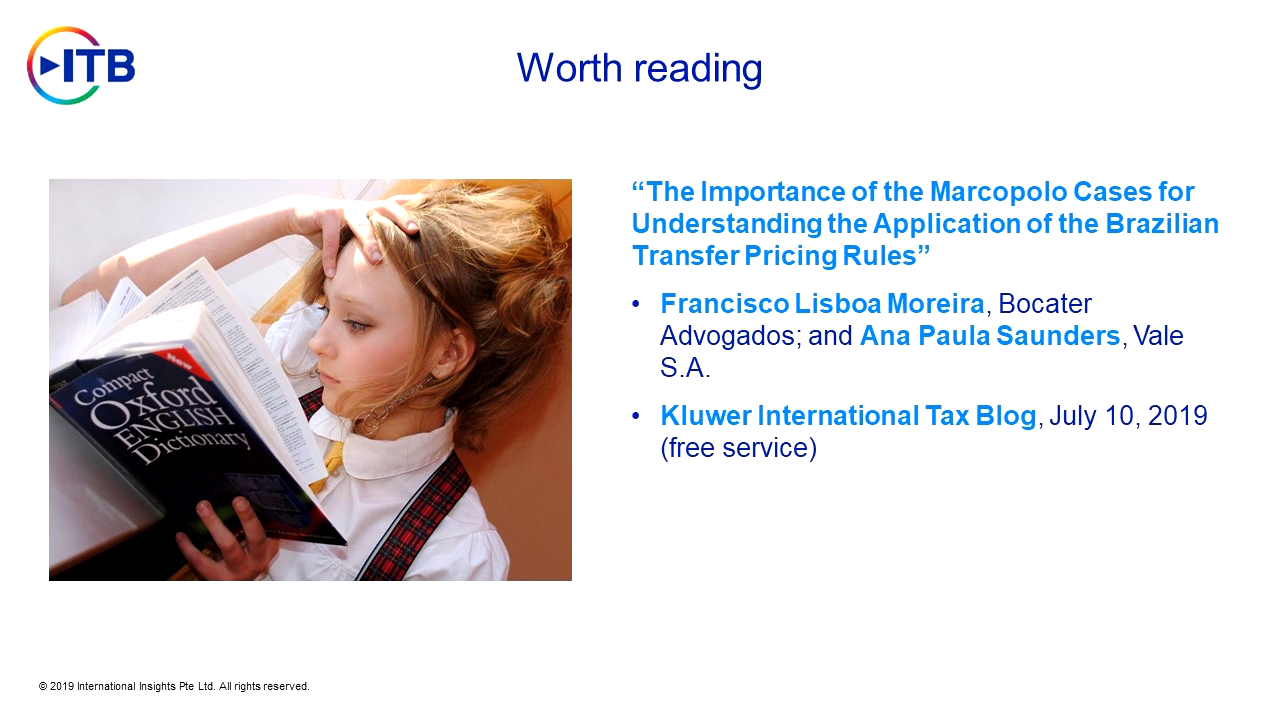 ITB
Worth reading
New
Compact
Oxford
ENGLISH
Dictionary
“The Importance of the Marcopolo Cases for
Understanding the Application of the Brazilian
Transfer Pricing Rules”
• Francisco Lisboa Moreira, Bocater
Advogados; and Ana Paula Saunders, Vale
S.A.
• Kluwer International Tax Blog, July 10, 2019
(free service)
© 2019 International Insights Pte Ltd. All rights reserved.